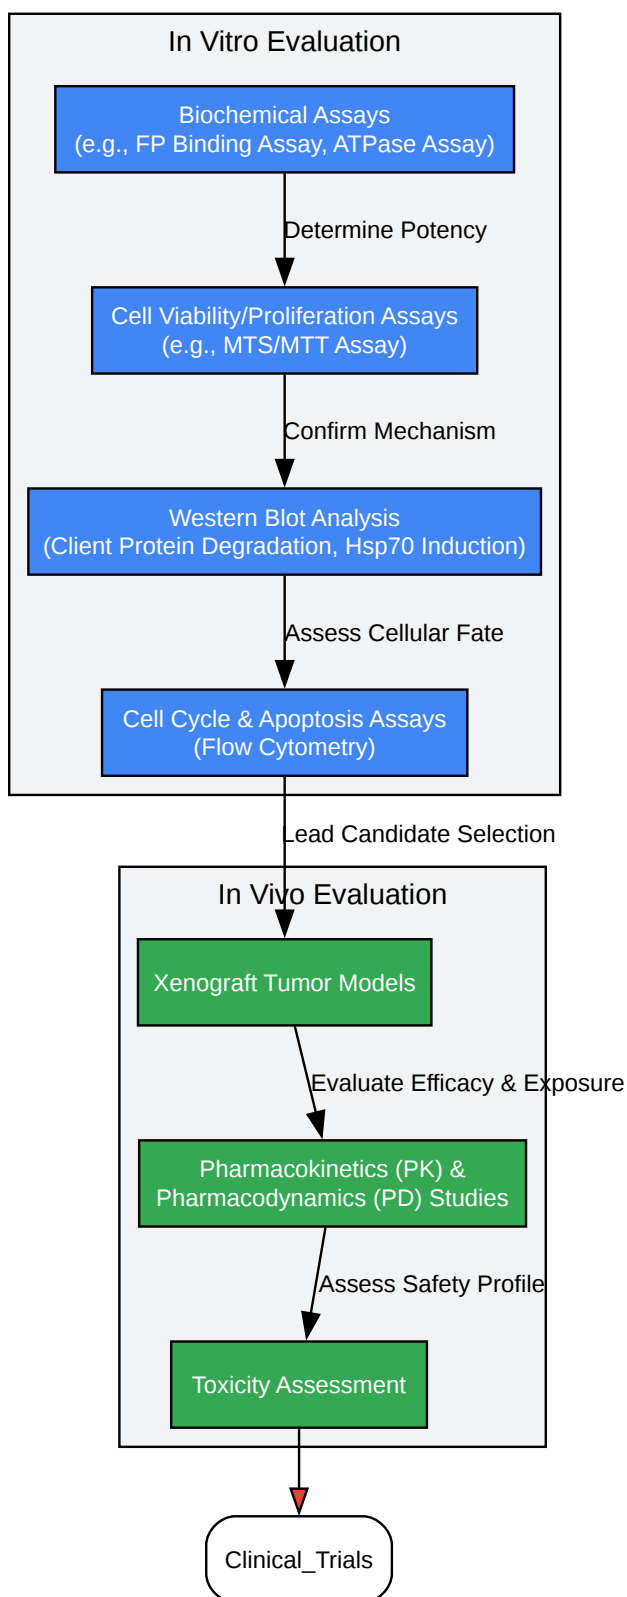 In Vitro Evaluation
Biochemical Assays
(e.g., FP Binding Assay, ATPase Assay)
Determine Potency
Cell Viability/Proliferation Assays
(e.g., MTS/MTT Assay)
Confirm Mechanism
Western Blot Analysis
(Client Protein Degradation, Hsp70 Induction)
Assess Cellular Fate
Cell Cycle & Apoptosis Assays
(Flow Cytometry)
Lead Candidate Selection
In Vivo Evaluation
Xenograft Tumor Models
Evaluate Efficacy & Exposure
Pharmacokinetics (PK) &
Pharmacodynamics (PD) Studies
Assess Safety Profile
Toxicity Assessment
Clinical_Trials